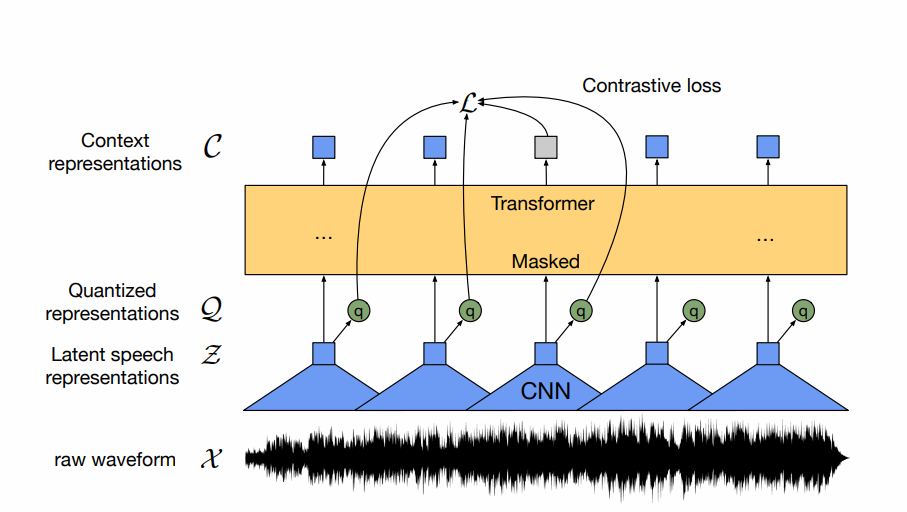 Contrastive loss
ℒ
Context
representations 𝒞
Transformer
... ...
Masked
Quantized
representations 𝒬
q q q q q
Latent speech
representations 𝒵
CNN
raw waveform 𝒳